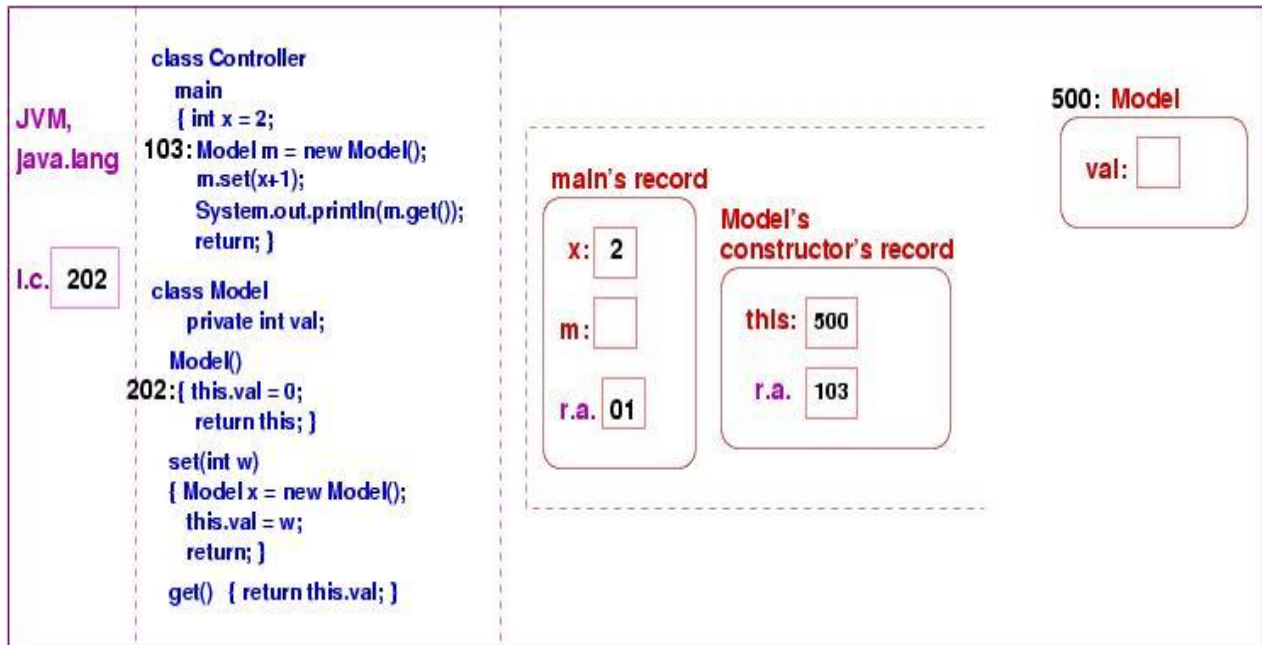 JVM,
java.lang
i.c. 202
class Controller
main
{ int x = 2;
103: Model m = new Model();
m.set(x+1);
System.out.println(m.get());
return; }
class Model
private int val;
Model()
202: { this.val = 0;
return this; }
set(int w)
{ Model x = new Model();
this.val = w;
return; }
get() { return this.val; }
main's record
x: 2
m:
r.a. 01
Model's
constructor's record
this: 500
r.a. 103
500: Model
val: